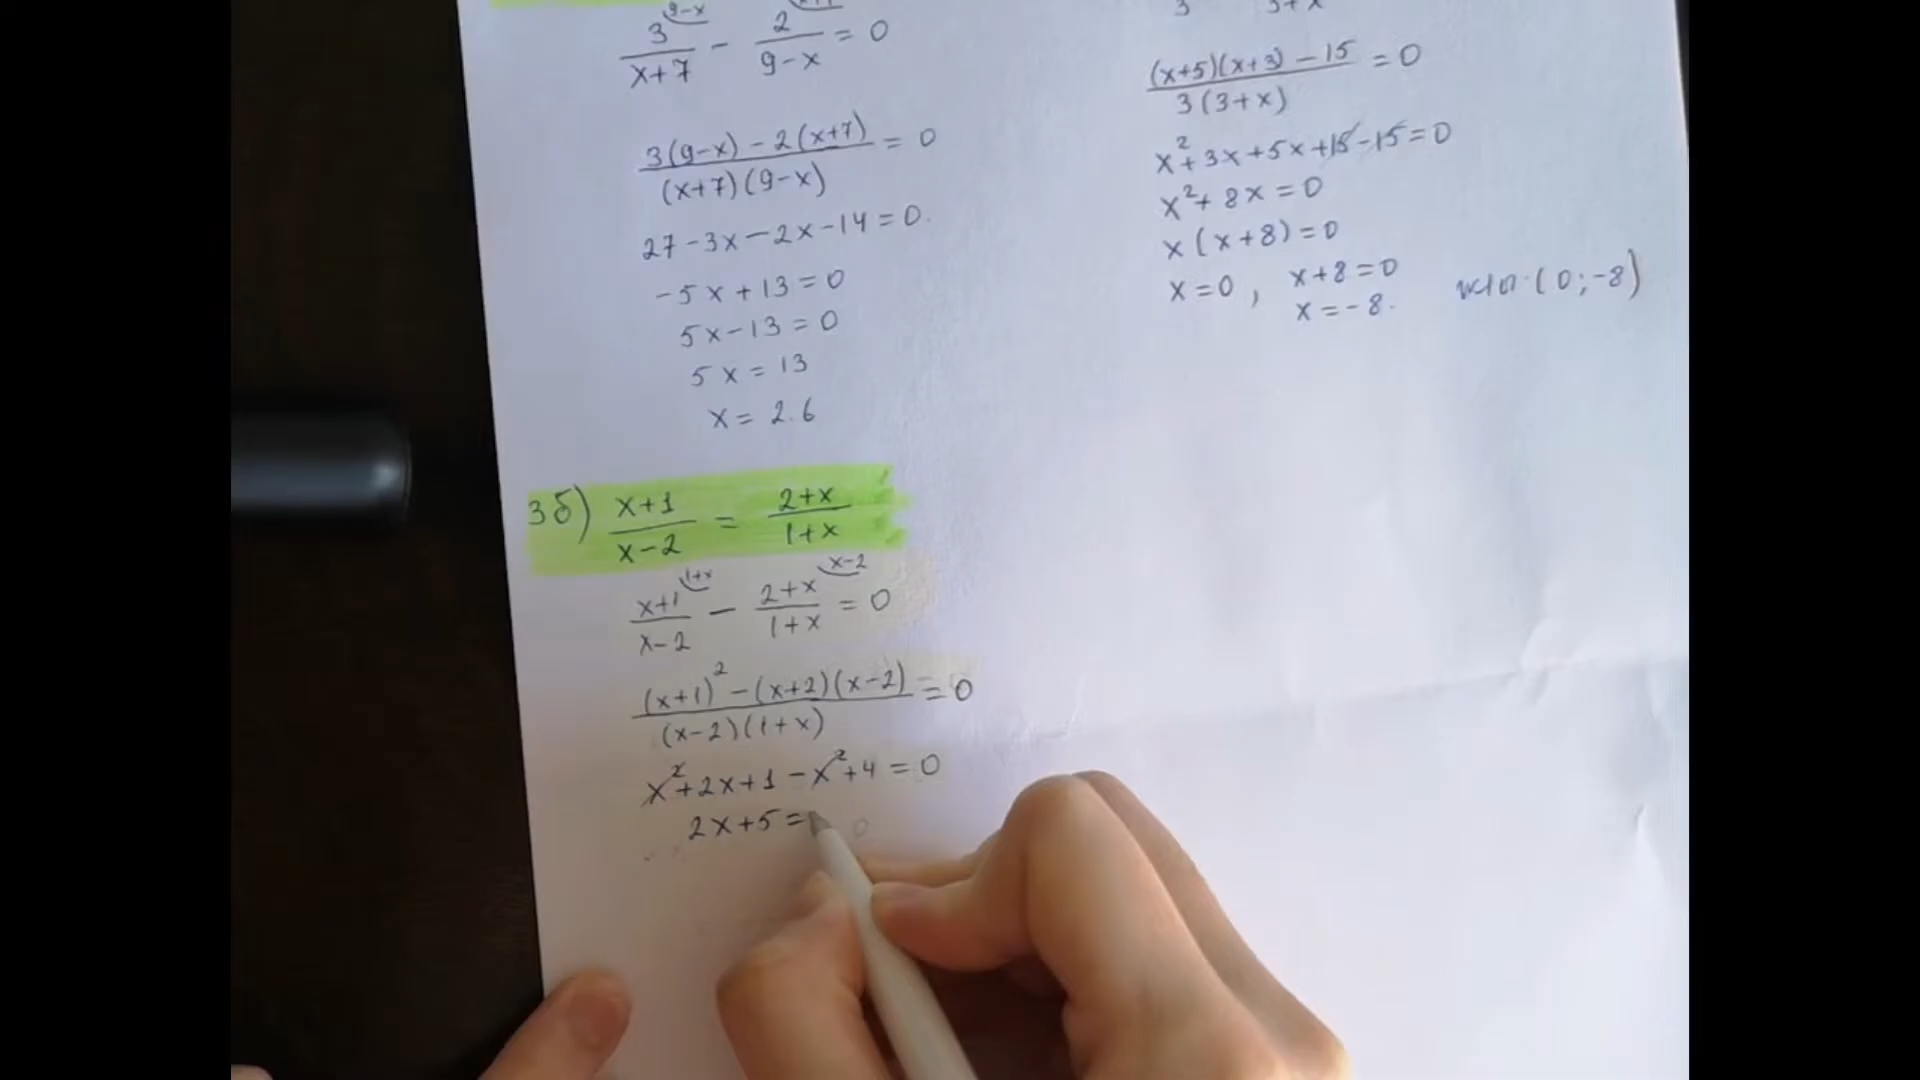 3^(9-x)/(x+7) - 2/(9-x) = 0
(3(9-x) - 2(x+7))/((x+7)(9-x)) = 0
27 - 3x - 2x - 14 = 0.
-5x + 13 = 0
5x - 13 = 0
5x = 13
x = 2.6
3б) (x+1)/(x-2) = (2+x)/(1+x)
(x+1)^(1+x)/(x-2) - (2+x)^(x-2)/(1+x) = 0
((x+1)² - (x+2)(x-2))/((x-2)(1+x)) = 0
x² + 2x + 1 - x² + 4 = 0
2x + 5 =
3 3+x
((x+5)(x+3) - 15)/(3(3+x)) = 0
x² + 3x + 5x + 15 - 15 = 0
x² + 8x = 0
x(x+8) = 0
x = 0, x + 8 = 0
x = -8.
(0; -8)